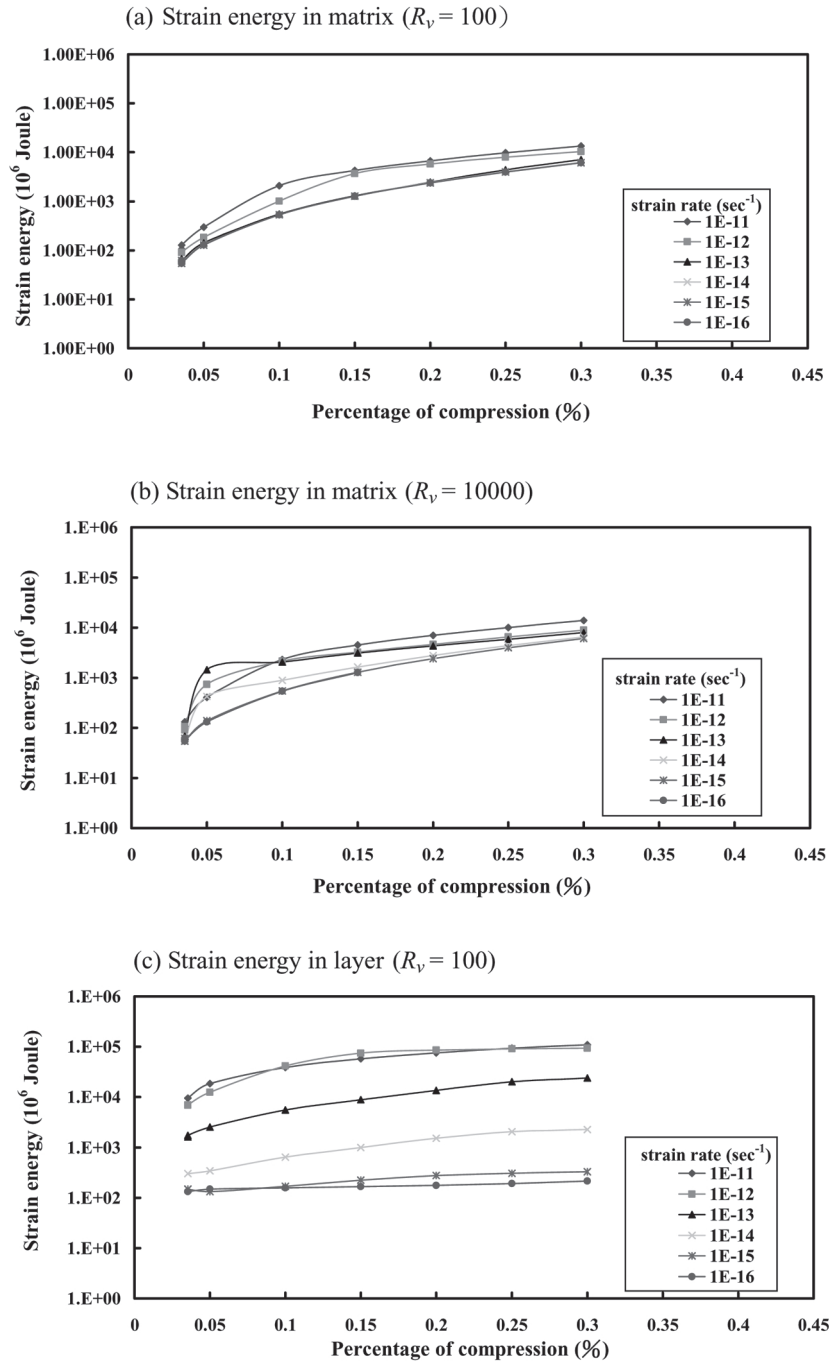 (a) Strain energy in matrix (Rv = 100)
Strain energy (10⁶ Joule)
1.00E+06
1.00E+05
1.00E+04
1.00E+03
1.00E+02
1.00E+01
1.00E+00
strain rate (sec⁻¹)
1E-11
1E-12
1E-13
1E-14
1E-15
1E-16
0 0.05 0.1 0.15 0.2 0.25 0.3 0.35 0.4 0.45
Percentage of compression (%)
(b) Strain energy in matrix (Rv = 10000)
Strain energy (10⁶ Joule)
1.E+06
1.E+05
1.E+04
1.E+03
1.E+02
1.E+01
1.E+00
strain rate (sec⁻¹)
1E-11
1E-12
1E-13
1E-14
1E-15
1E-16
0 0.05 0.1 0.15 0.2 0.25 0.3 0.35 0.4 0.45
Percentage of compression (%)
(c) Strain energy in layer (Rv = 100)
Strain energy (10⁶ Joule)
1.E+06
1.E+05
1.E+04
1.E+03
1.E+02
1.E+01
1.E+00
strain rate (sec⁻¹)
1E-11
1E-12
1E-13
1E-14
1E-15
1E-16
0 0.05 0.1 0.15 0.2 0.25 0.3 0.35 0.4 0.45
Percentage of compression (%)